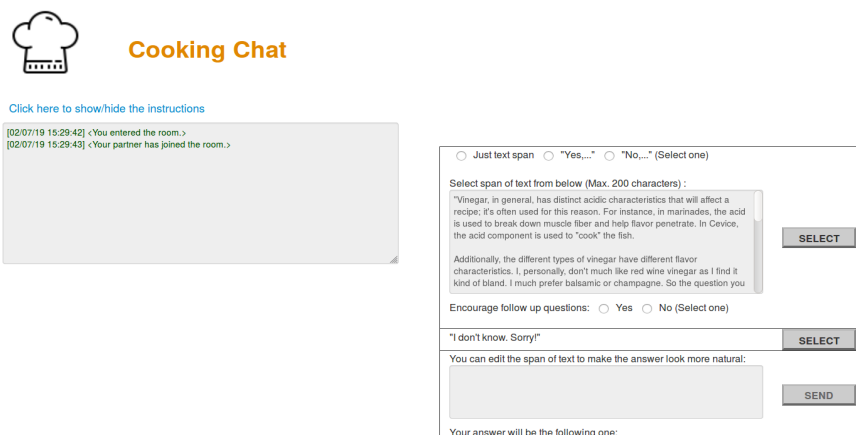 Cooking Chat
Click here to show/hide the instructions
[02/07/19 15:29:42] <You entered the room.>
[02/07/19 15:29:43] <Your partner has joined the room.>
Just text span "Yes,..." "No,..." (Select one)
Select span of text from below (Max. 200 characters) :
"Vinegar, in general, has distinct acidic characteristics that will affect a
recipe; it's often used for this reason. For instance, in marinades, the acid
is used to break down muscle fiber and help flavor penetrate. In Cevice,
the acid component is used to "cook" the fish.
Additionally, the different types of vinegar have different flavor
characteristics. I, personally, don't much like red wine vinegar as I find it
kind of bland. I much prefer balsamic or champagne. So the question you
SELECT
Encourage follow up questions: Yes No (Select one)
"I don't know. Sorry!"
SELECT
You can edit the span of text to make the answer look more natural:
SEND
Your answer will be the following one: